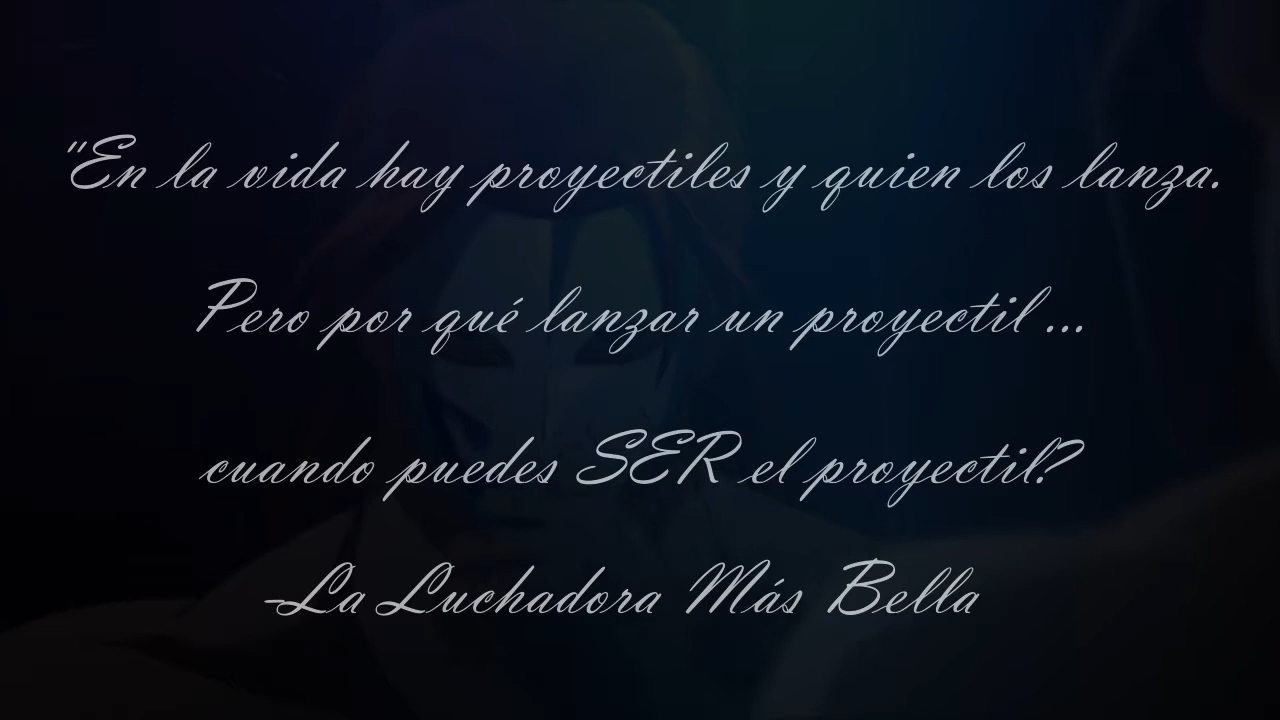 "En la vida hay proyectiles y quien los lanza.
Pero por qué lanzar un proyectil ...
cuando puedes SER el proyectil?
-La Luchadora Más Bella